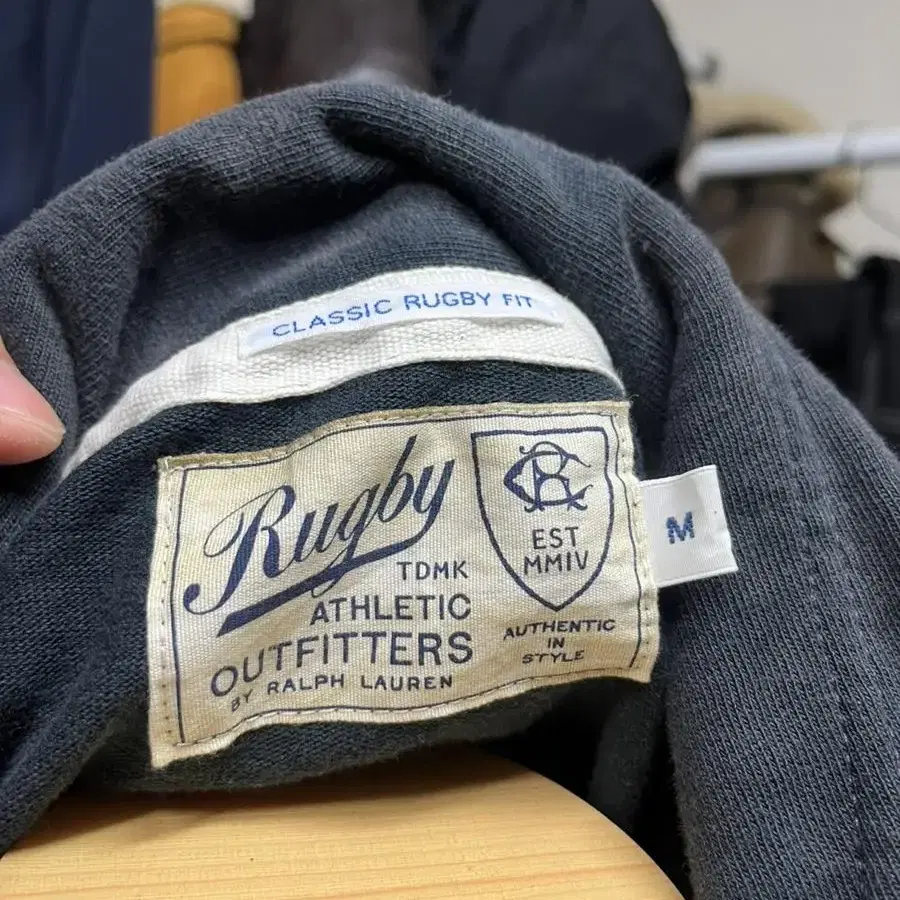 CLASSIC RUGBY FIT
Rugby
TDMK
ATHLETIC
OUTFITTERS
BY RALPH LAUREN
EST
MMIV
AUTHENTIC
IN
STYLE
M